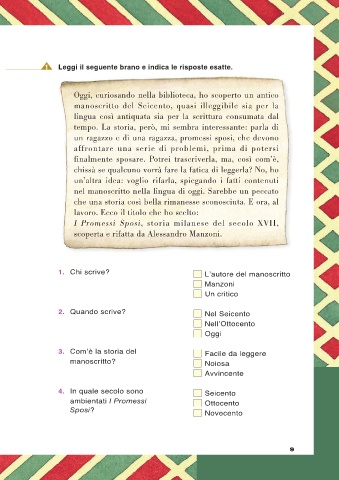 1 Leggi il seguente brano e indica le risposte esatte.
Oggi, curiosando nella biblioteca, ho scoperto un antico
manoscritto del Seicento, quasi illeggibile sia per la
lingua così antiquata sia per la scrittura consumata dal
tempo. La storia, però, mi sembra interessante: parla di
un ragazzo e di una ragazza, promessi sposi, che devono
affrontare una serie di problemi, prima di potersi
finalmente sposare. Potrei trascriverla, ma, così com'è,
chissà se qualcuno vorrà fare la fatica di leggerla? No, ho
un'altra idea: voglio rifarla, spiegando i fatti contenuti
nel manoscritto nella lingua di oggi. Sarebbe un peccato
che una storia così bella rimanesse sconosciuta. E ora, al
lavoro. Ecco il titolo che ho scelto:
I Promessi Sposi, storia milanese del secolo XVII,
scoperta e rifatta da Alessandro Manzoni.
1. Chi scrive?
L'autore del manoscritto
Manzoni
Un critico
2. Quando scrive?
Nel Seicento
Nell'Ottocento
Oggi
3. Com'è la storia del
manoscritto?
Facile da leggere
Noiosa
Avvincente
4. In quale secolo sono
ambientati I Promessi
Sposi?
Seicento
Ottocento
Novecento
9